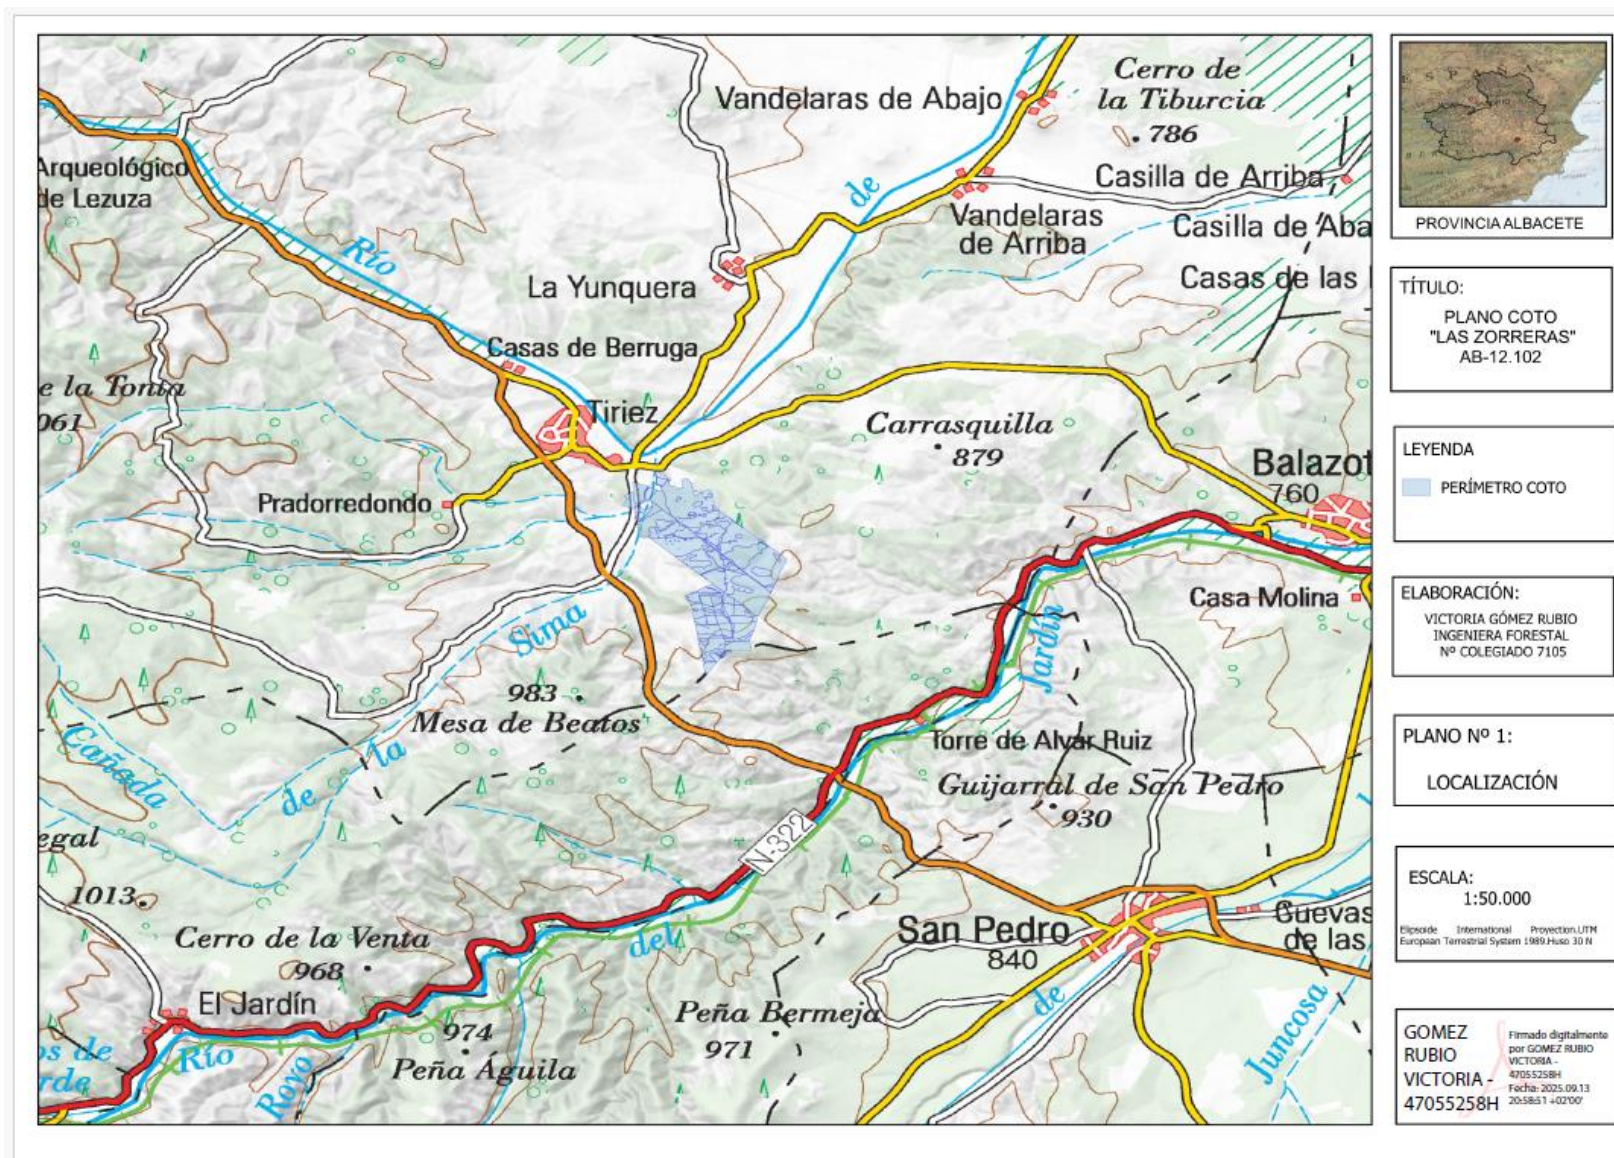 Cerro de
la Tiburcia
786
Vandelaras de Abajo
Arqueológico
de Lezuza
Casilla de Arriba
de
Vandelaras
de Arriba
Casilla de Aba
Río
La Yunquera
Casas de las
Casas de Berruga
e la Tonta
061
Tiriez
Carrasquilla
879
Balazot
760
Pradorredondo
Casa Molina
Sima
Jardín
983
Mesa de Beatos
Cañada
de
la
Torre de Alvar Ruiz
Guijarral de San Pedro
930
egal
N-322
1013
San Pedro
840
Cuevas
de las
Cerro de la Venta
968
del
El Jardín
Peña Bermeja
971
de
Juncosa
974
Peña Águila
os de
rde
Río
Royo
ESPAÑA
PROVINCIA ALBACETE
TÍTULO:
PLANO COTO
"LAS ZORRERAS"
AB-12.102
LEYENDA
PERÍMETRO COTO
ELABORACIÓN:
VICTORIA GÓMEZ RUBIO
INGENIERA FORESTAL
Nº COLEGIADO 7105
PLANO Nº 1:
LOCALIZACIÓN
ESCALA:
1:50.000
Elipsoide International Proyection.UTM
European Terrestrial System 1989.Huso 30 N
GOMEZ
RUBIO
VICTORIA -
47055258H
Firmado digitalmente
por GOMEZ RUBIO
VICTORIA -
47055258H
Fecha: 2025.09.13
20:58:51 +02'00'